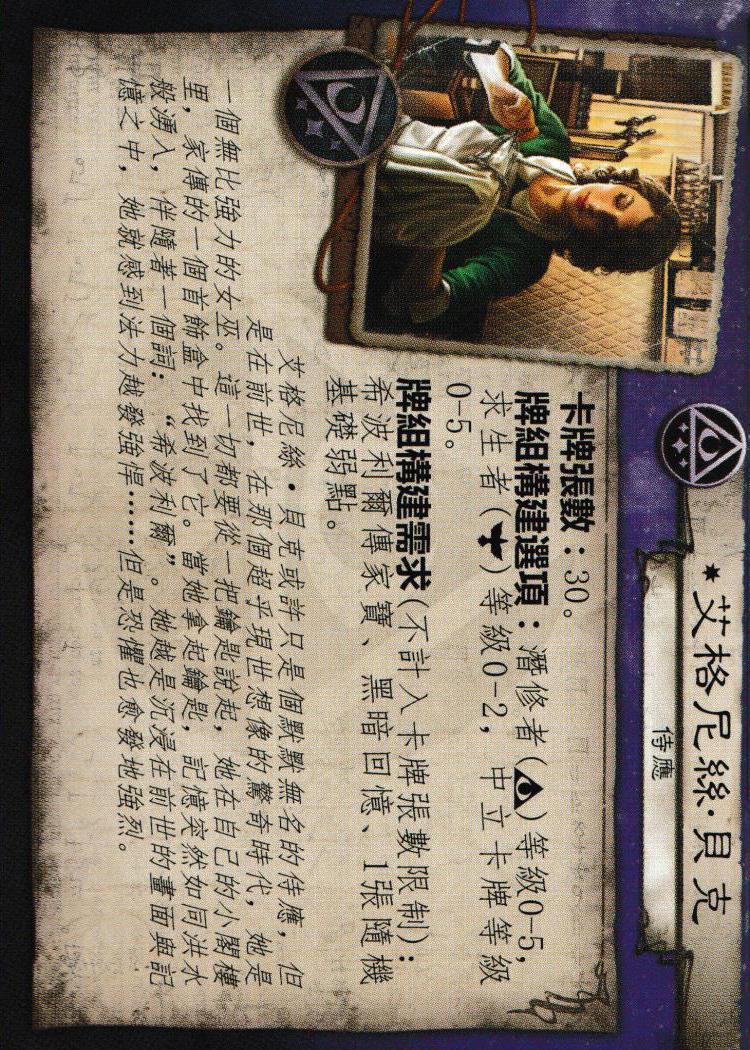 艾格尼絲·貝克
侍應
卡牌張數：30。
牌組構建選項：潛修者（）等級0-5，
求生者（）等級0-2，中立卡牌等級
0-5。
牌組構建需求（不計入卡牌張數限制）：
希波利爾傳家寶、黑暗回憶、1張隨機
基礎弱點。
艾格尼絲·貝克或許只是個默默無名的侍應，但
是在前世，在那個超乎現世想像的驚奇時代，她是
一個無比強力的女巫。這一切都要從一把鑰匙說起，她在自己的小閣樓
里，家傳的一個首飾盒中找到了它。當她拿起鑰匙，記憶突然如同洪水
般湧入，伴隨著一個詞：“希波利爾”。她越是沉浸在前世的畫面與記
憶之中，她就感到法力越發強悍……但是恐懼也愈發地強烈。